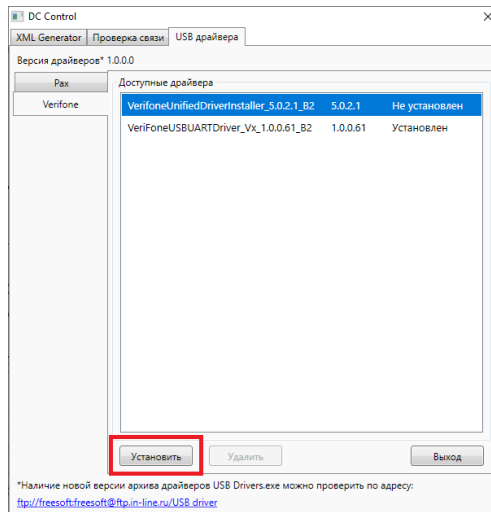 DC Control
XML Generator Проверка связи USB драйвера
Версия драйверов* 1.0.0.0
Pax
Verifone
Доступные драйвера
VerifoneUnifiedDriverInstaller_5.0.2.1_B2 5.0.2.1 Не установлен
VeriFoneUSBUARTDriver_Vx_1.0.0.61_B2 1.0.0.61 Установлен
Установить Удалить Выход
*Наличие новой версии архива драйверов USB Drivers.exe можно проверить по адресу:
ftp://freesoft:freesoft@ftp.in-line.ru/USB driver